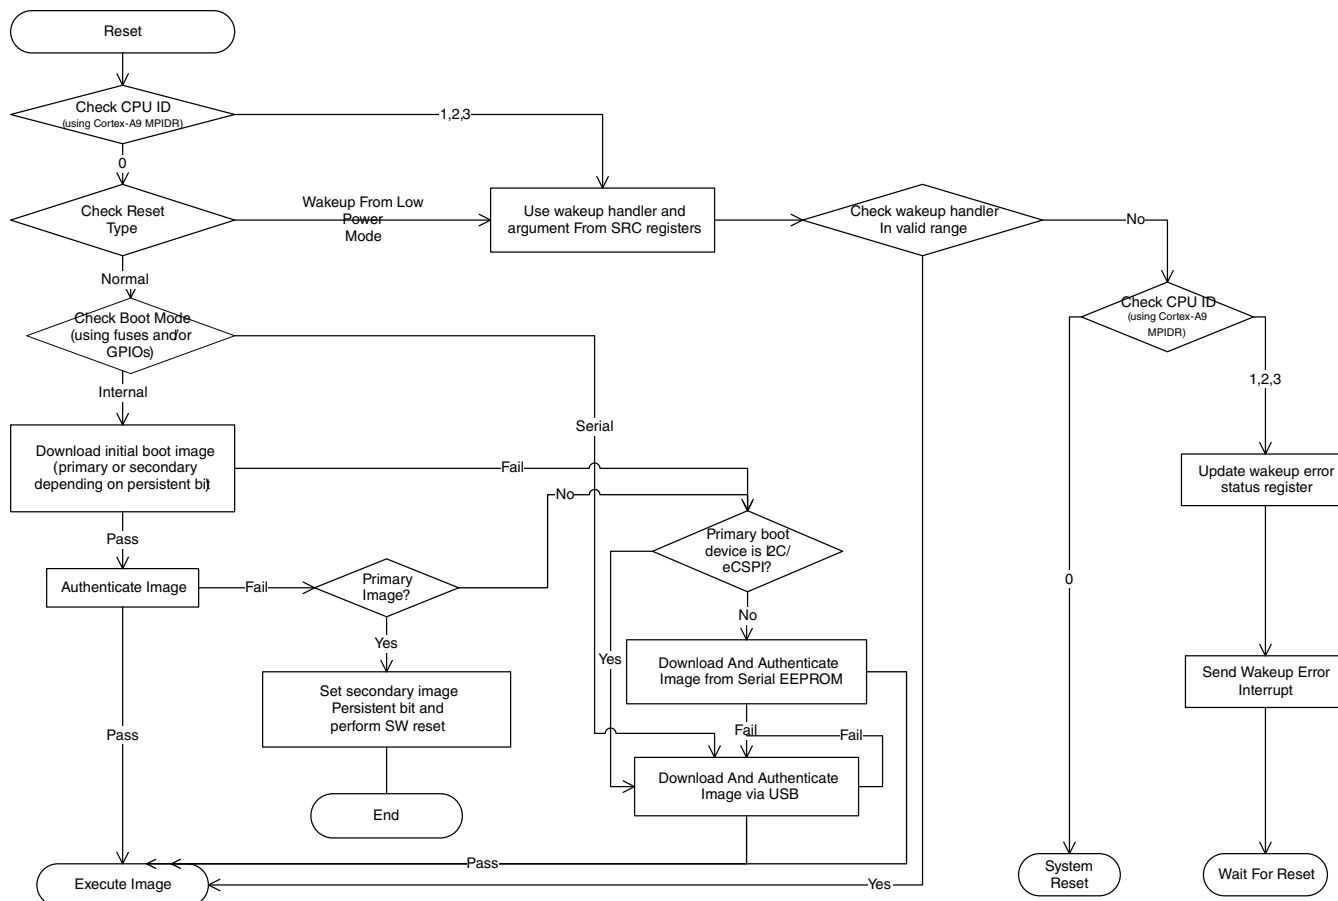 Reset
Check CPU ID
(using Cortex-A9 MPIDR)
1,2,3
0
Check Reset
Type
Wakeup From Low
Power
Mode
Use wakeup handler and
argument From SRC registers
Check wakeup handler
In valid range
No
Normal
Check Boot Mode
(using fuses and/or
GPIOs)
Check CPU ID
(using Cortex-A9
MPIDR)
Internal
1,2,3
Serial
Download initial boot image
(primary or secondary
depending on persistent bit)
Fail
No
Update wakeup error
status register
Pass
Primary boot
device is I2C/
eCSPI?
Authenticate Image
Fail
Primary
Image?
0
No
Yes
Yes
Download And Authenticate
Image from Serial EEPROM
Send Wakeup Error
Interrupt
Set secondary image
Persistent bit and
perform SW reset
Pass
Fail
Fail
Download And Authenticate
Image via USB
End
Pass
Execute Image
Yes
System
Reset
Wait For Reset